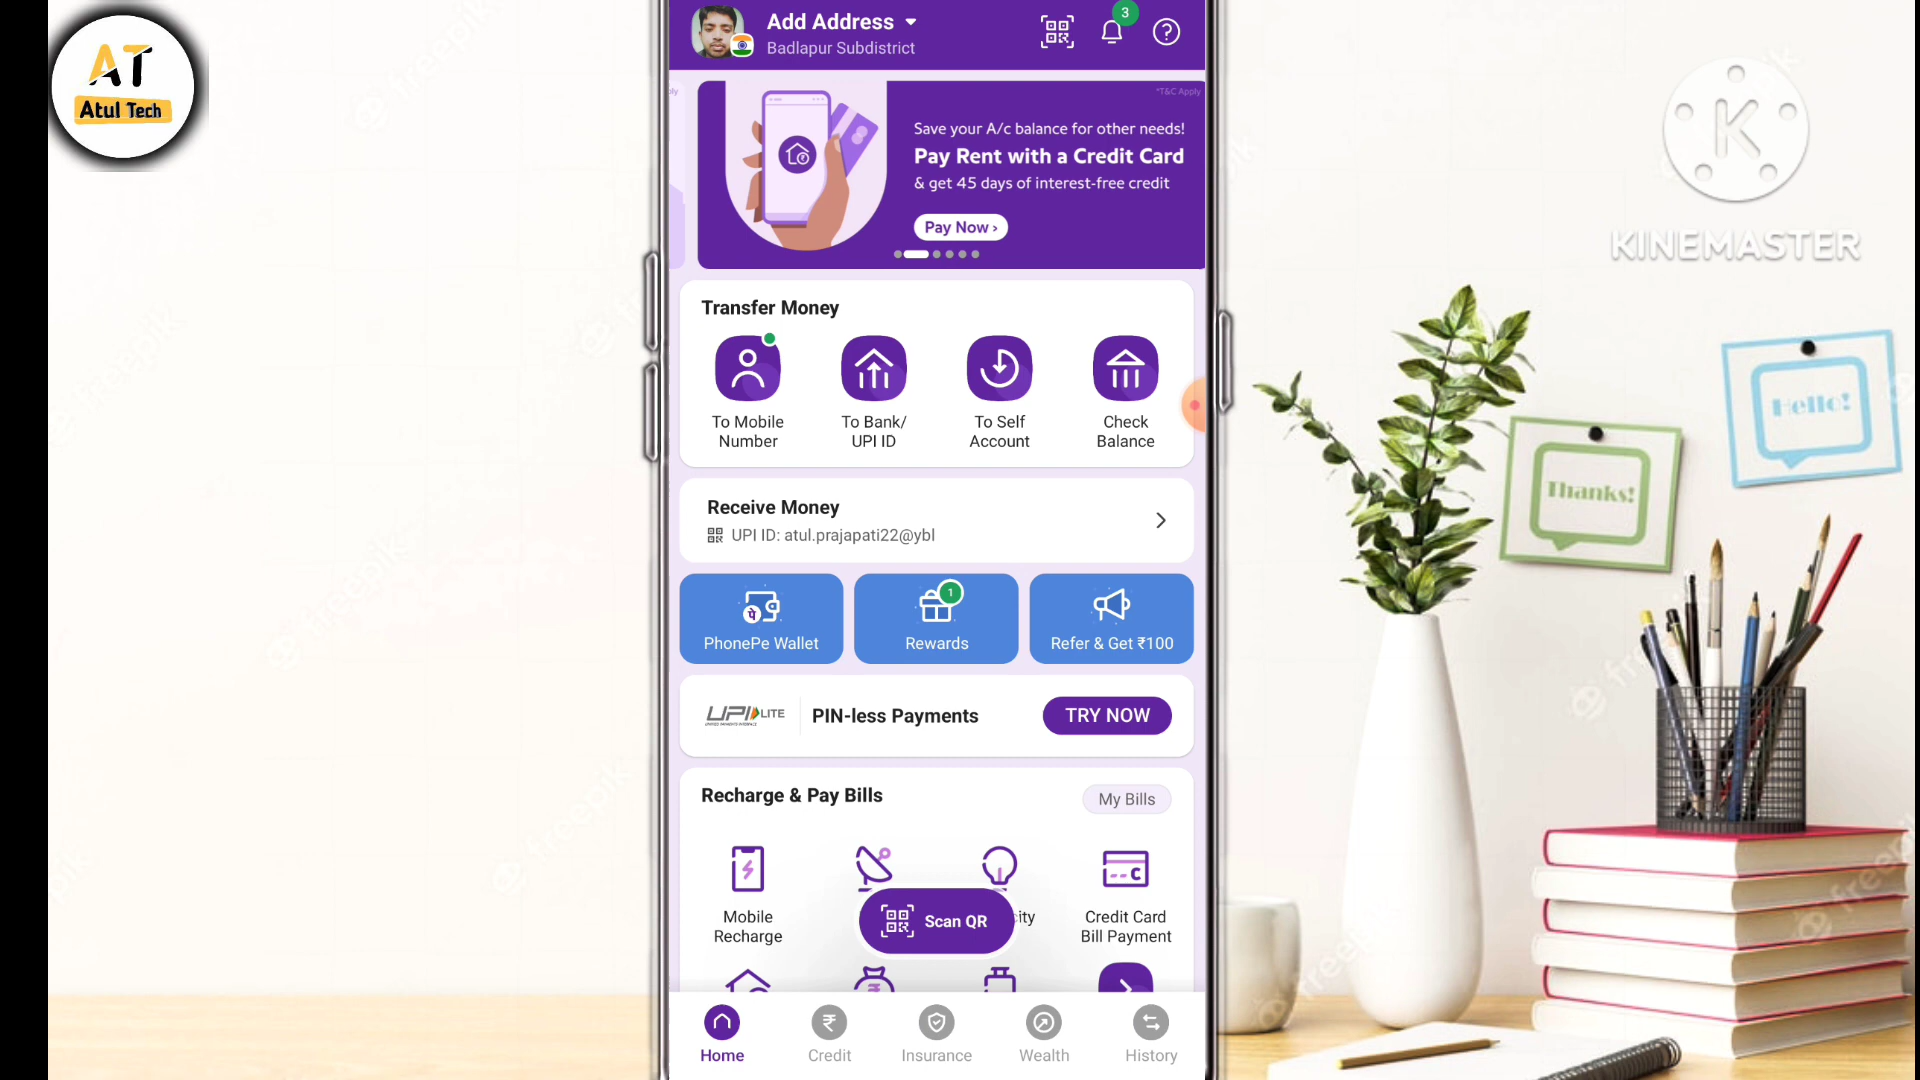 AT
Atul Tech
Add Address
Badlapur Subdistrict
3
?
*T&C Apply
Save your A/c balance for other needs!
Pay Rent with a Credit Card
& get 45 days of interest-free credit
Pay Now ›
K
KINEMASTER
Transfer Money
To Mobile Number
To Bank/ UPI ID
To Self Account
Check Balance
Receive Money
UPI ID: atul.prajapati22@ybl
PhonePe Wallet
1
Rewards
Refer & Get ₹100
UPI LITE
PIN-less Payments
TRY NOW
Recharge & Pay Bills
My Bills
Mobile Recharge
city
Credit Card Bill Payment
Scan QR
Home
Credit
Insurance
Wealth
History
Hello!
Thanks!
freepik